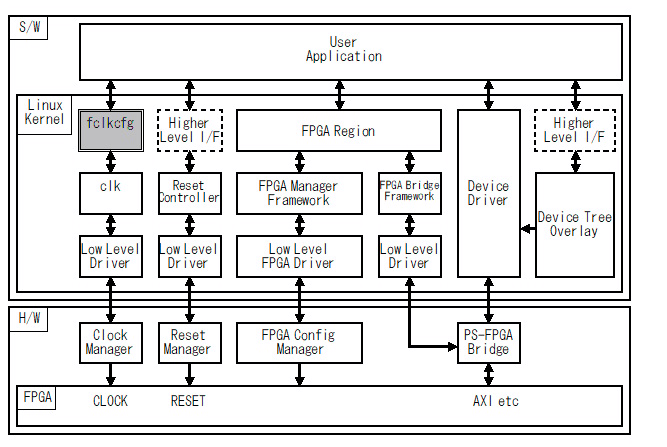 S/W
User
Application
Linux
Kernel
fclkcfg
Higher
Level I/F
FPGA Region
Higher
Level I/F
clk
Reset
Controller
FPGA Manager
Framework
FPGA Bridge
Framework
Device
Driver
Device Tree
Overlay
Low Level
Driver
Low Level
Driver
Low Level
FPGA Driver
Low Level
Driver
H/W
Clock
Manager
Reset
Manager
FPGA Config
Manager
PS-FPGA
Bridge
FPGA
CLOCK
RESET
AXI etc